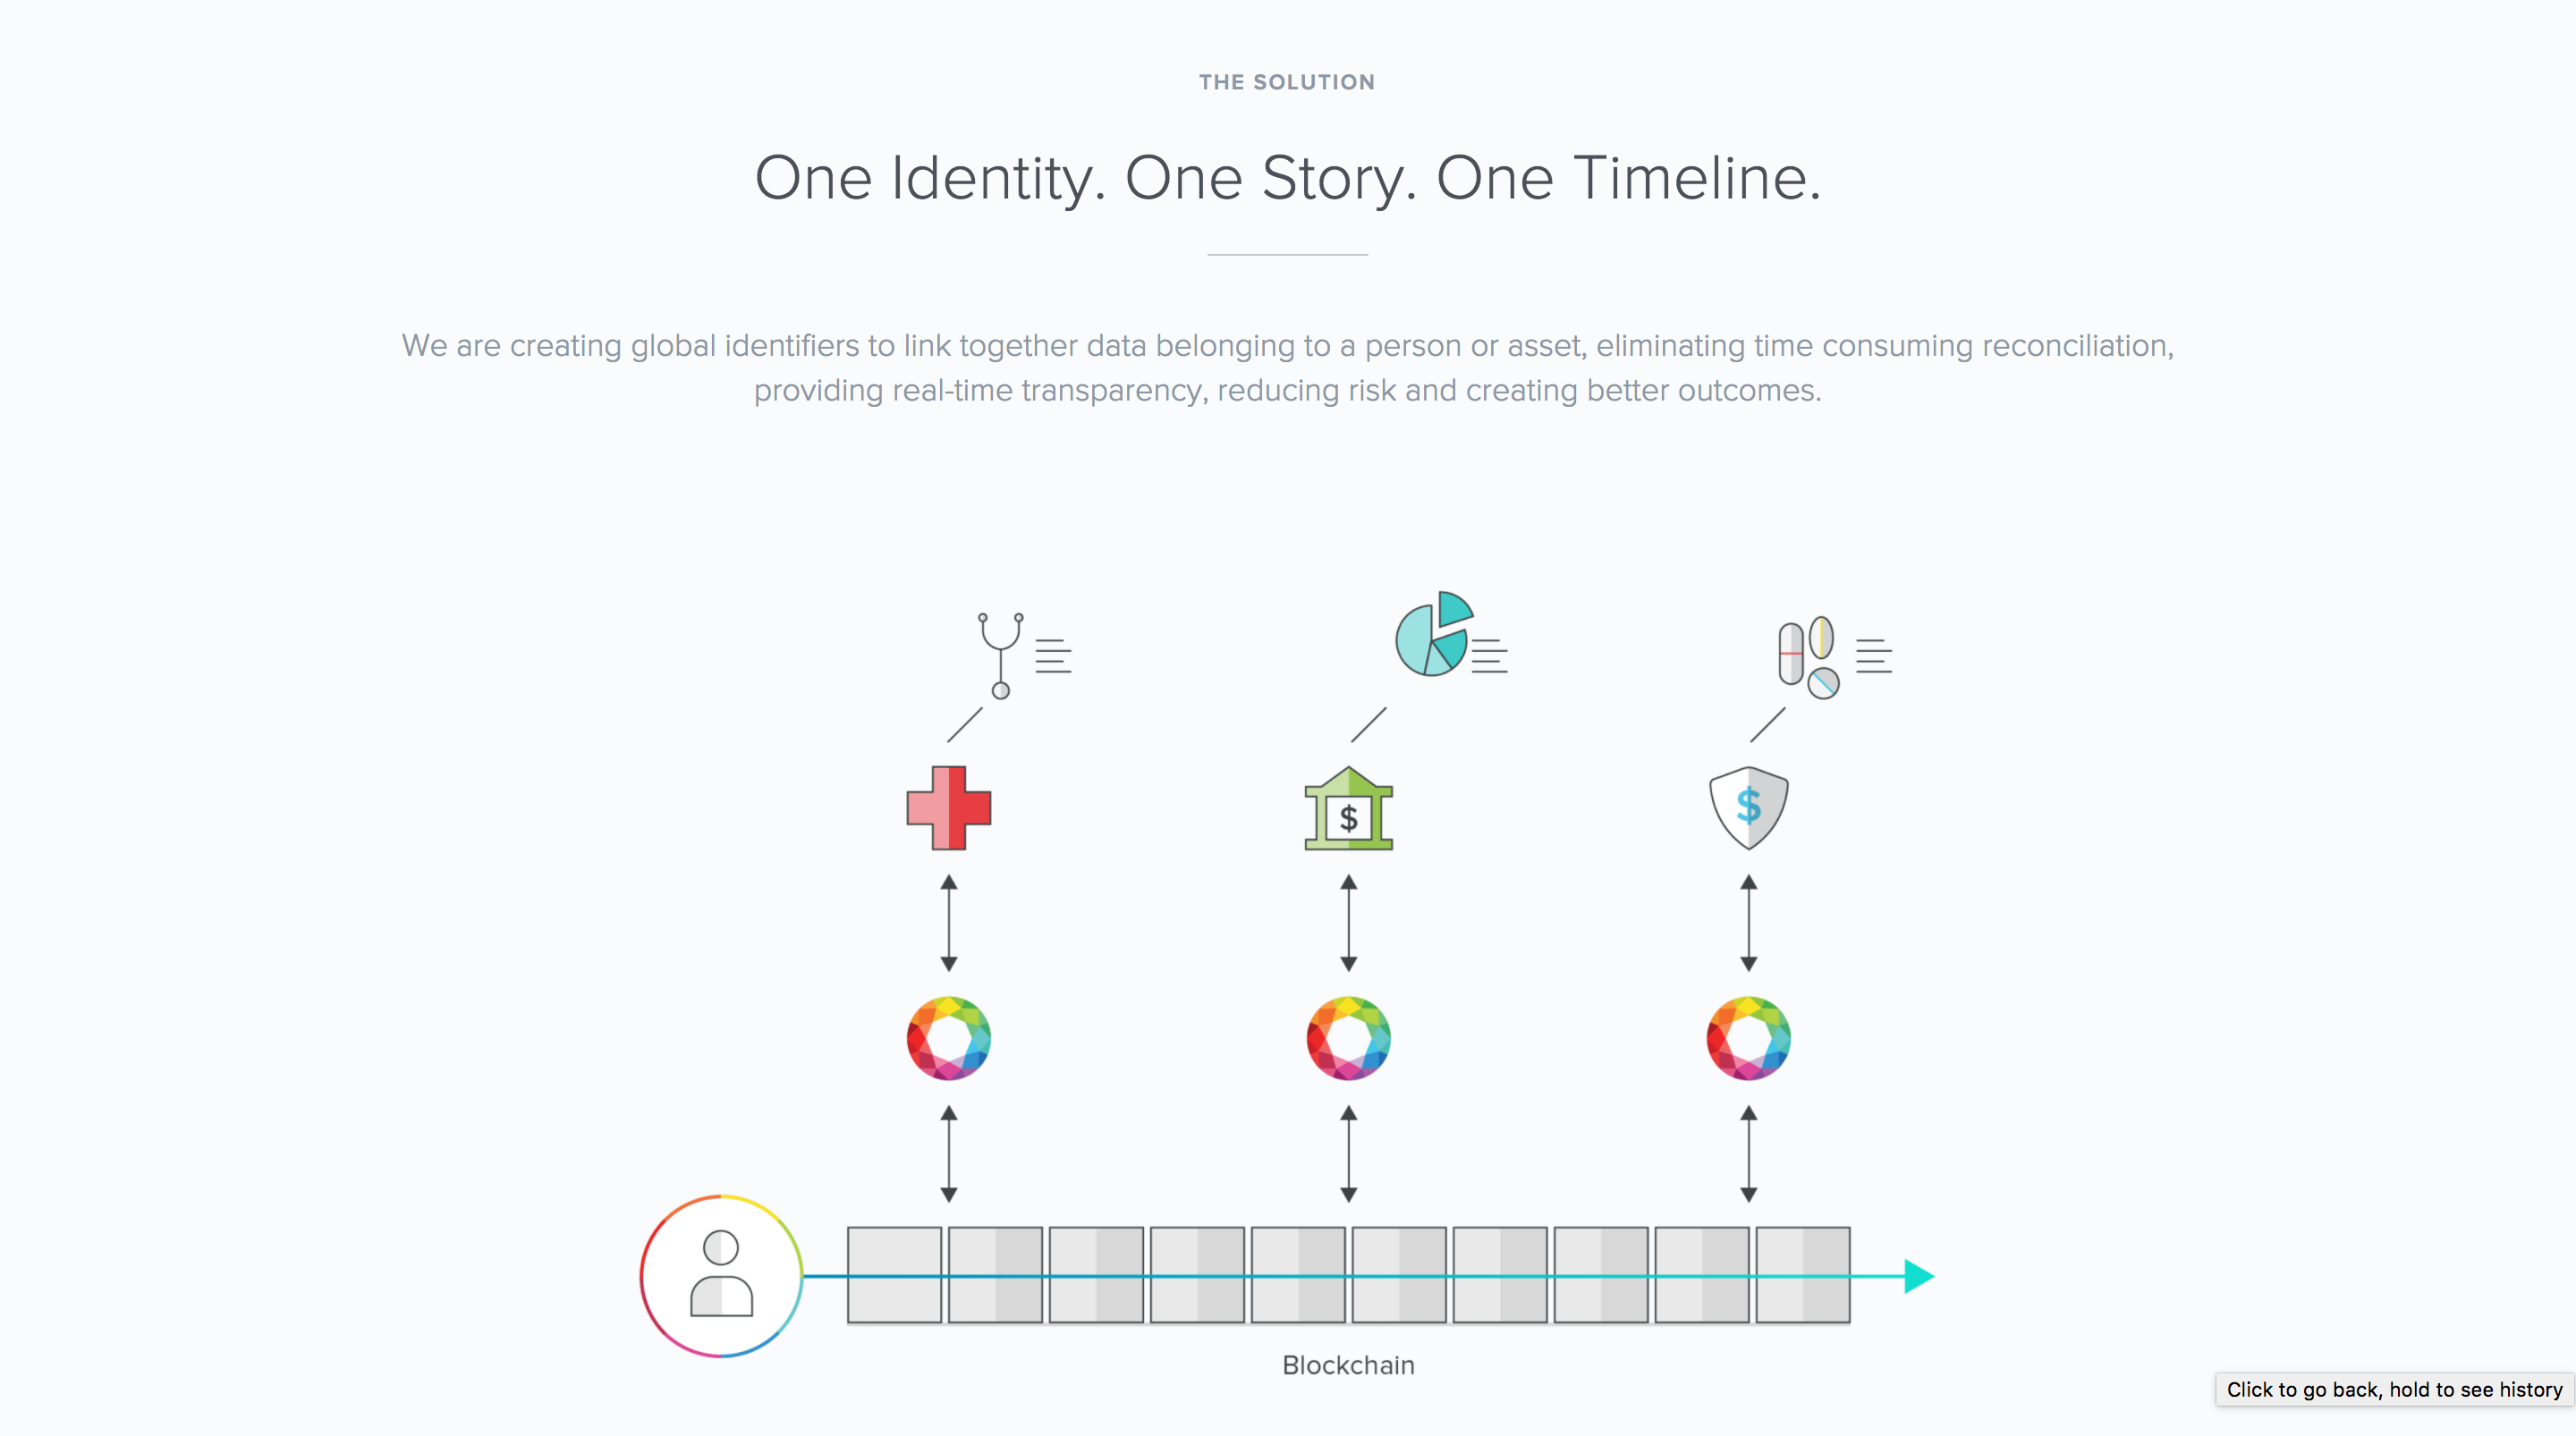 THE SOLUTION
One Identity. One Story. One Timeline.
We are creating global identifiers to link together data belonging to a person or asset, eliminating time consuming reconciliation,
providing real-time transparency, reducing risk and creating better outcomes.
$
$
Blockchain
Click to go back, hold to see history